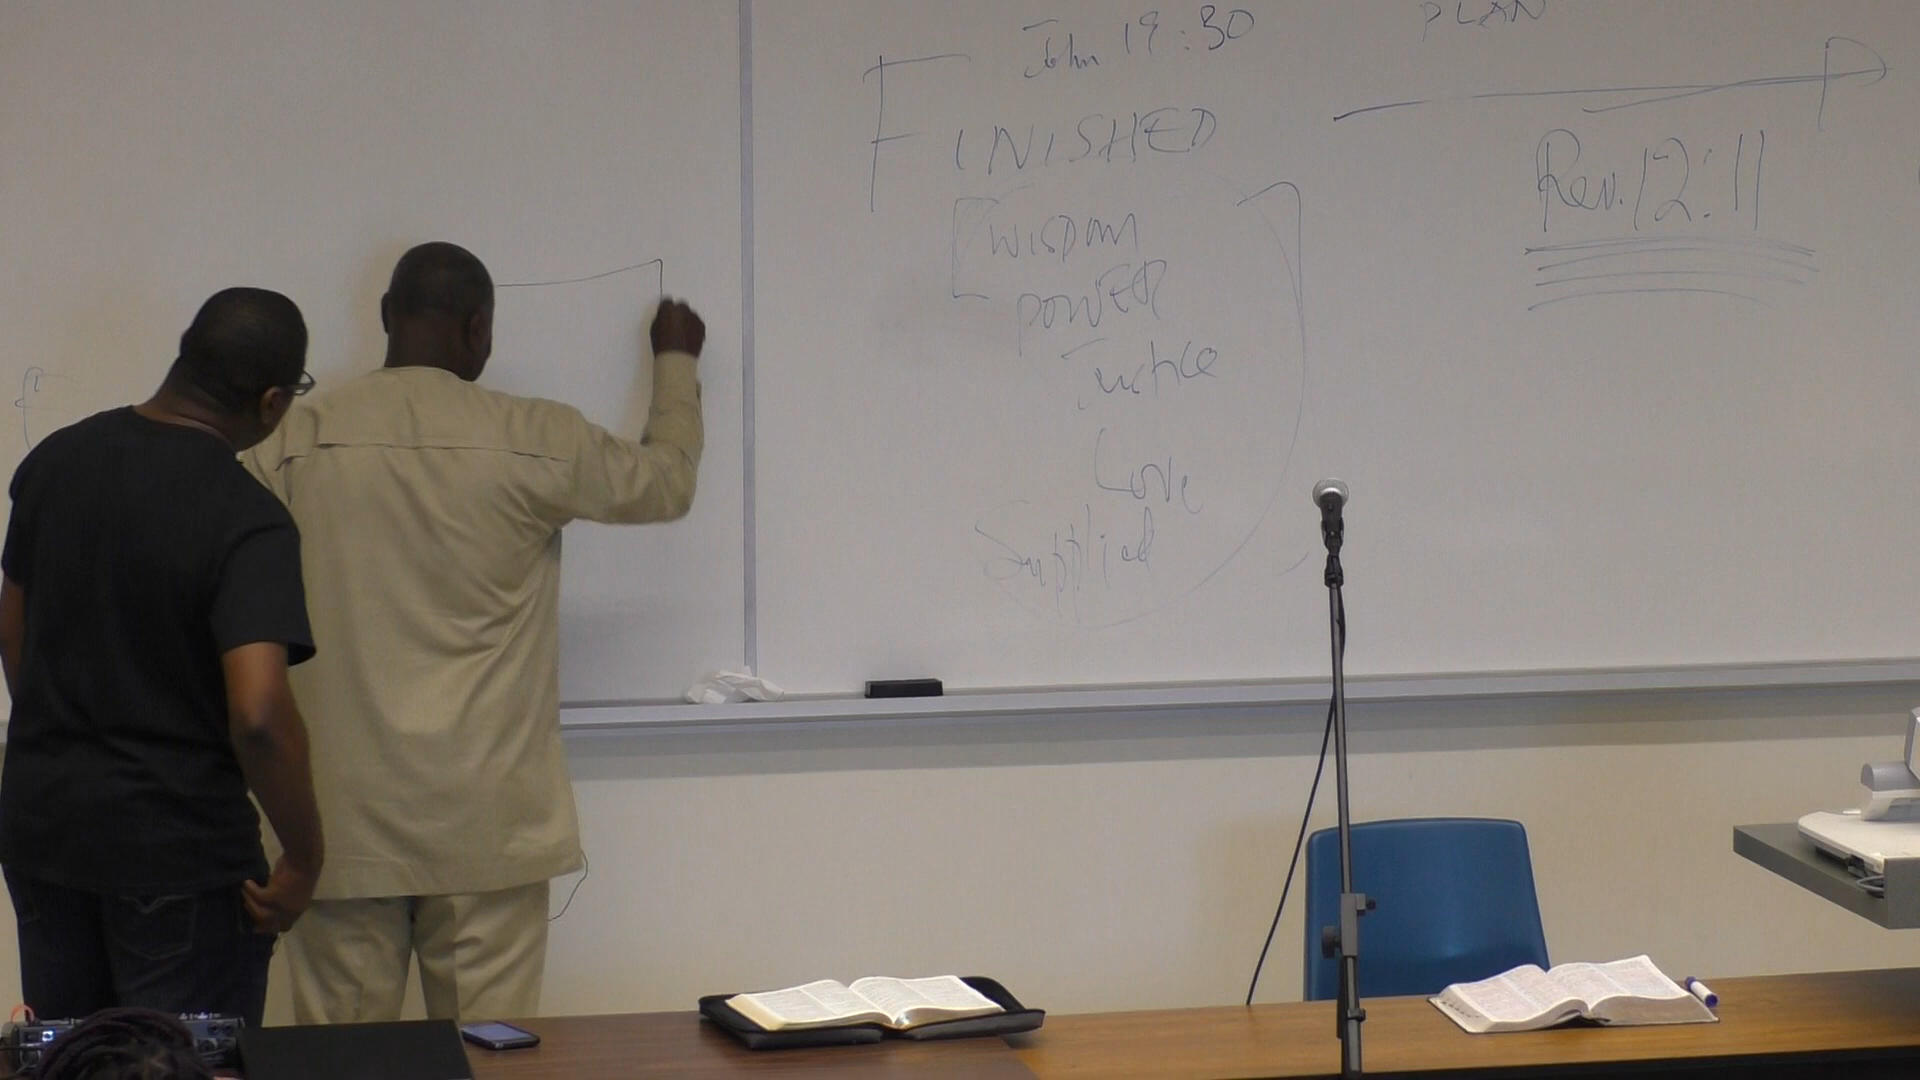 John 19:30
FINISHED
WISDOM
POWER
Justice
Love
Supplied
PLAN
Rev. 12:11